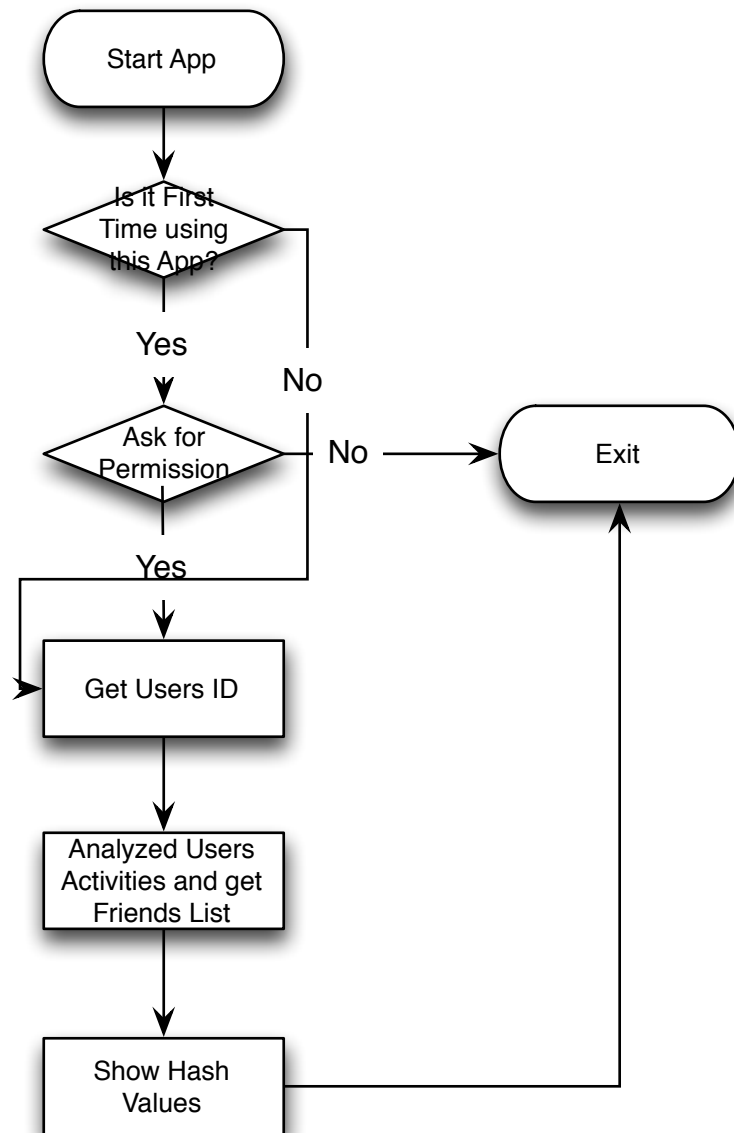 Start App
Is it First
Time using
this App?
Yes
No
Ask for
Permission
No
Exit
Yes
Get Users ID
Analyzed Users
Activities and get
Friends List
Show Hash
Values